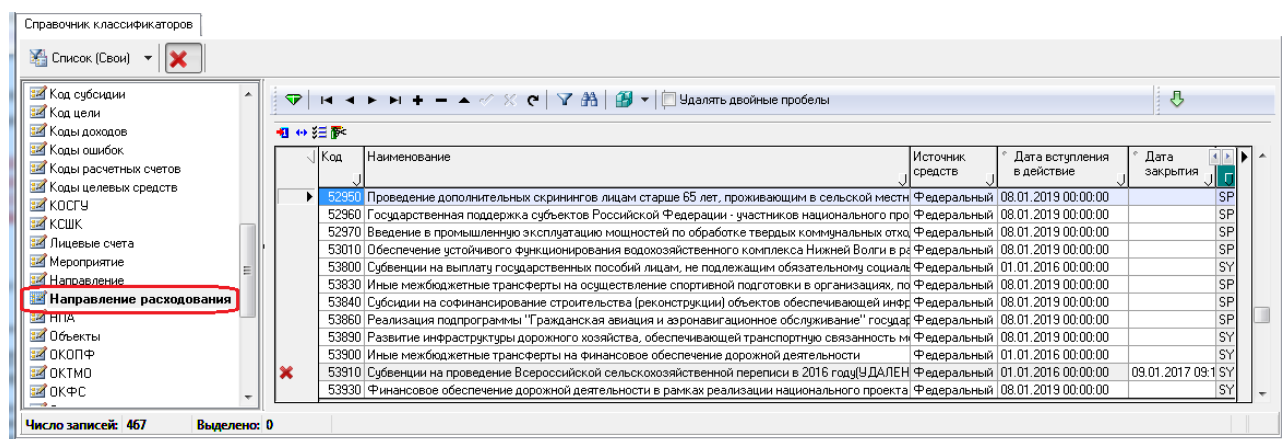 Справочник классификаторов
Список (Свои)
Код субсидии
Код цели
Коды доходов
Коды ошибок
Коды расчетных счетов
Коды целевых средств
КОСГУ
КСШК
Лицевые счета
Мероприятие
Направление
Направление расходования
НПА
Объекты
ОКОПФ
ОКТМО
ОКФС
Удалять двойные пробелы
Код Наименование Источник средств Дата вступления в действие Дата закрытия
52950 Проведение дополнительных скринингов лицам старше 65 лет, проживающим в сельской местн Федеральный 08.01.2019 00:00:00 SP
52960 Государственная поддержка субъектов Российской Федерации - участников национального про Федеральный 08.01.2019 00:00:00 SP
52970 Введение в промышленную эксплуатацию мощностей по обработке твердых коммунальных отхо Федеральный 08.01.2019 00:00:00 SP
53010 Обеспечение устойчивого функционирования водохозяйственного комплекса Нижней Волги в ра Федеральный 08.01.2019 00:00:00 SP
53800 Субвенции на выплату государственных пособий лицам, не подлежащим обязательному социаль Федеральный 01.01.2016 00:00:00 SY
53830 Иные межбюджетные трансферты на осуществление спортивной подготовки в организациях, по Федеральный 08.01.2019 00:00:00 SP
53840 Субсидии на софинансирование строительства (реконструкции) объектов обеспечивающей инфр Федеральный 08.01.2019 00:00:00 SP
53860 Реализация подпрограммы "Гражданская авиация и аэронавигационное обслуживание" государ Федеральный 08.01.2019 00:00:00 SP
53890 Развитие инфраструктуры дорожного хозяйства, обеспечивающей транспортную связанность м Федеральный 08.01.2019 00:00:00 SY
53900 Иные межбюджетные трансферты на финансовое обеспечение дорожной деятельности Федеральный 01.01.2016 00:00:00 SY
53910 Субвенции на проведение Всероссийской сельскохозяйственной переписи в 2016 году(УДАЛЕН Федеральный 01.01.2016 00:00:00 09.01.2017 09:1 SY
53930 Финансовое обеспечение дорожной деятельности в рамках реализации национального проекта Федеральный 08.01.2019 00:00:00 SY
Число записей: 467 Выделено: 0